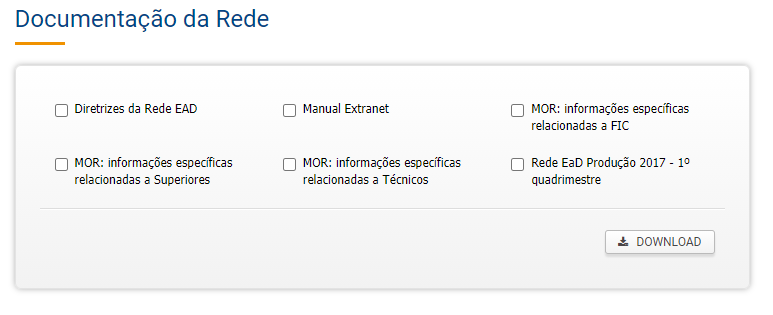 Documentação da Rede
Diretrizes da Rede EAD
Manual Extranet
MOR: informações específicas
relacionadas a FIC
MOR: informações específicas
relacionadas a Superiores
MOR: informações específicas
relacionadas a Técnicos
Rede EaD Produção 2017 - 1º
quadrimestre
DOWNLOAD